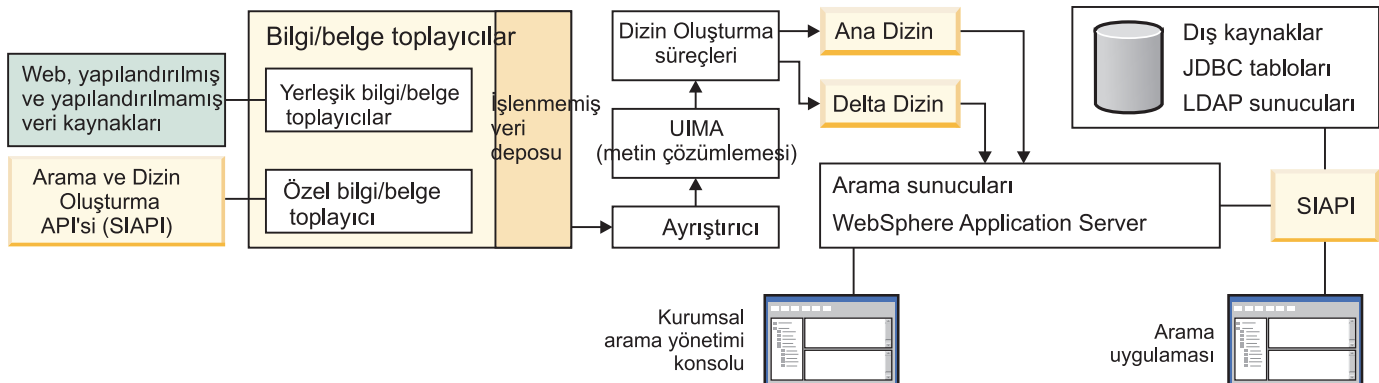 Web, yapılandırılmış
ve yapılandırılmamış
veri kaynakları
Arama ve Dizin
Oluşturma
API'si (SIAPI)
Bilgi/belge toplayıcılar
Yerleşik bilgi/belge
toplayıcılar
Özel bilgi/belge
toplayıcı
İşlenmemiş
veri
deposu
Dizin Oluşturma
süreçleri
UIMA
(metin çözümlemesi)
Ayrıştırıcı
Ana Dizin
Delta Dizin
Arama sunucuları
WebSphere Application Server
Dış kaynaklar
JDBC tabloları
LDAP sunucuları
SIAPI
Kurumsal
arama yönetimi
konsolu
Arama
uygulaması